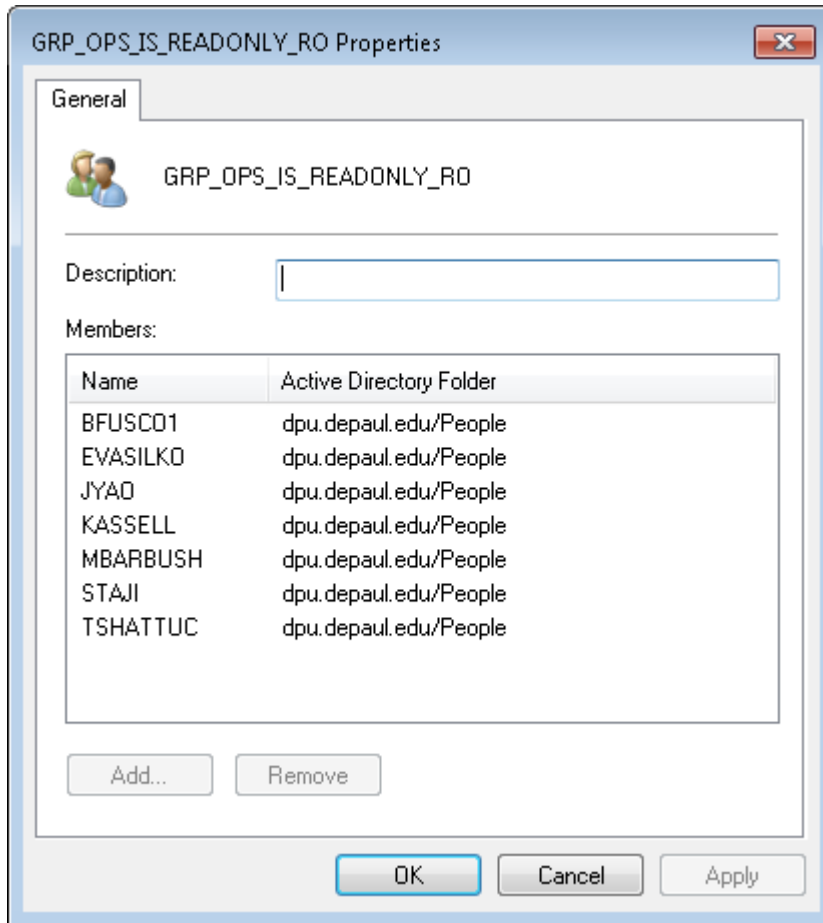 GRP_OPS_IS_READONLY_RO Properties
General
GRP_OPS_IS_READONLY_RO
Description:
Members:
Name Active Directory Folder
BFUSCO1 dpu.depaul.edu/People
EVASILKO dpu.depaul.edu/People
JYAO dpu.depaul.edu/People
KASSELL dpu.depaul.edu/People
MBARBUSH dpu.depaul.edu/People
STAJI dpu.depaul.edu/People
TSHATTUC dpu.depaul.edu/People
Add... Remove
OK Cancel Apply